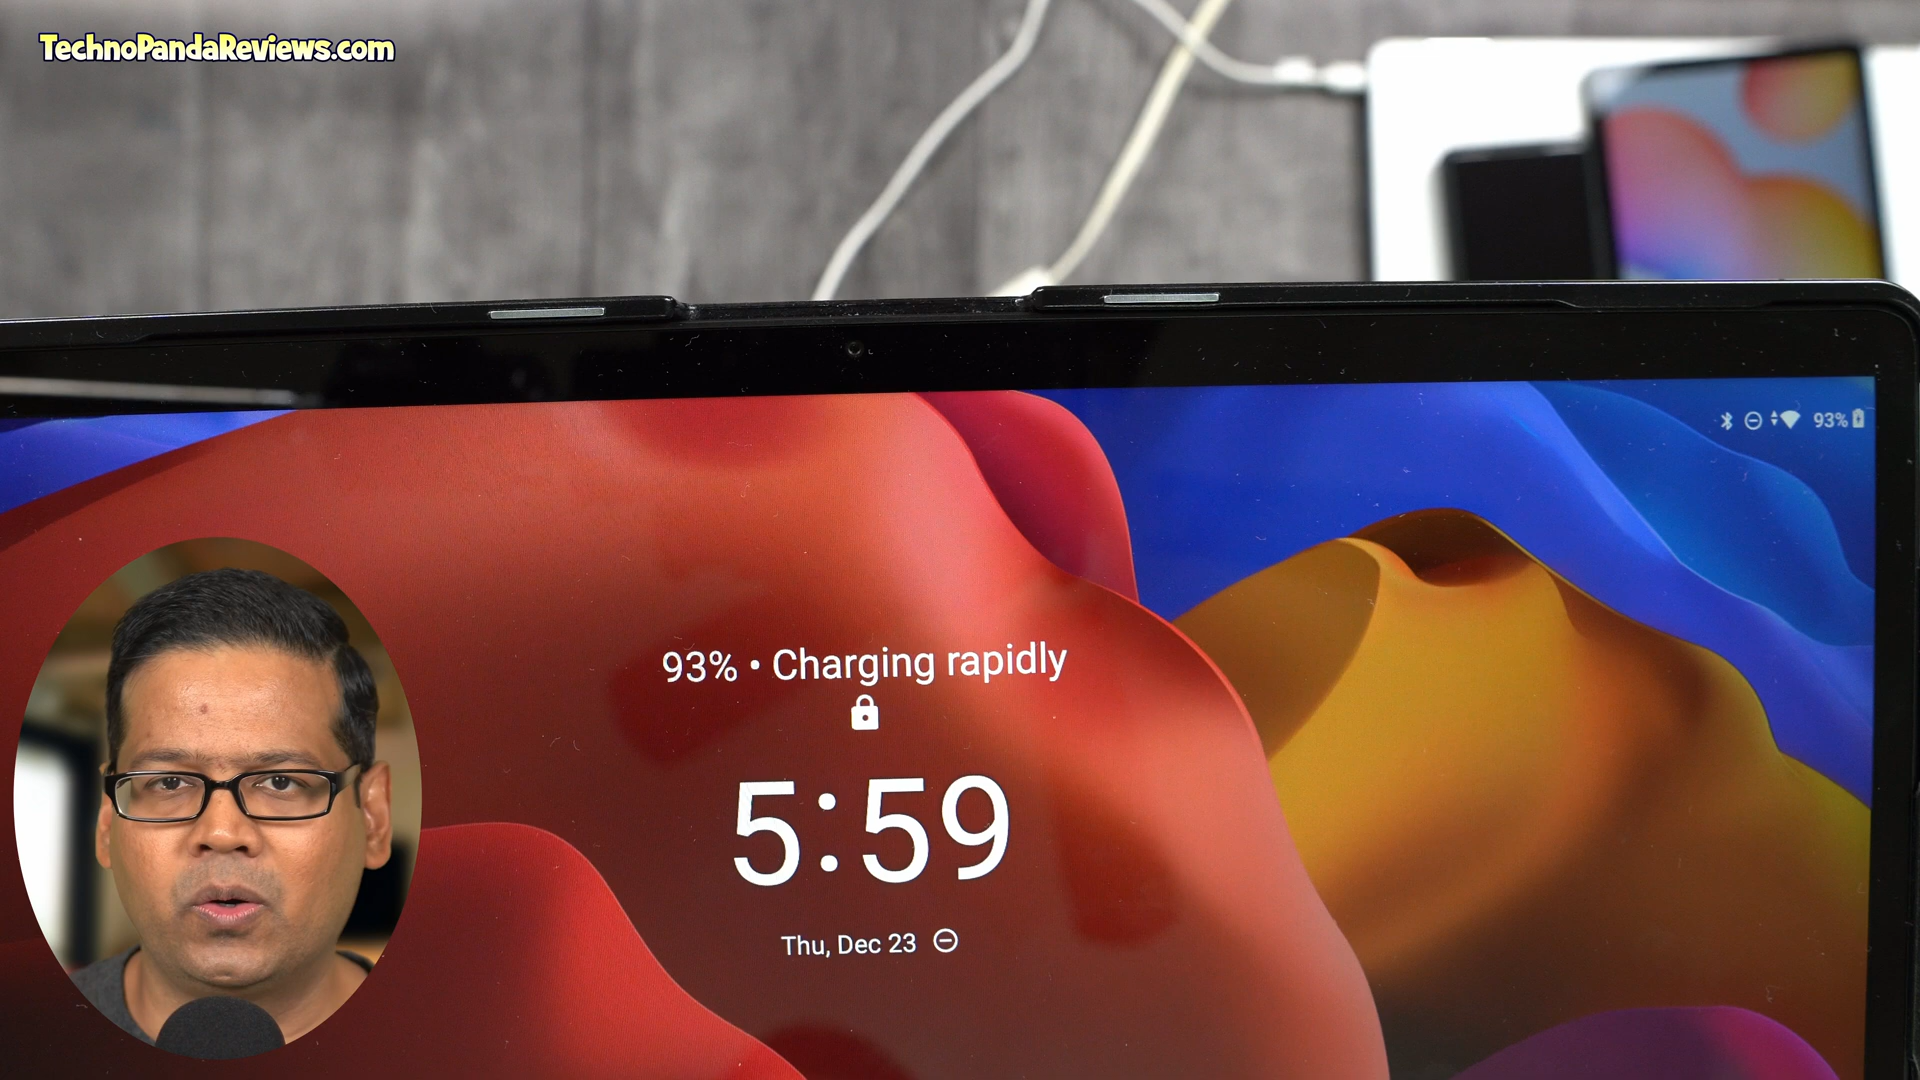 TechnoPandaReviews.com
93%
93% • Charging rapidly
5:59
Thu, Dec 23